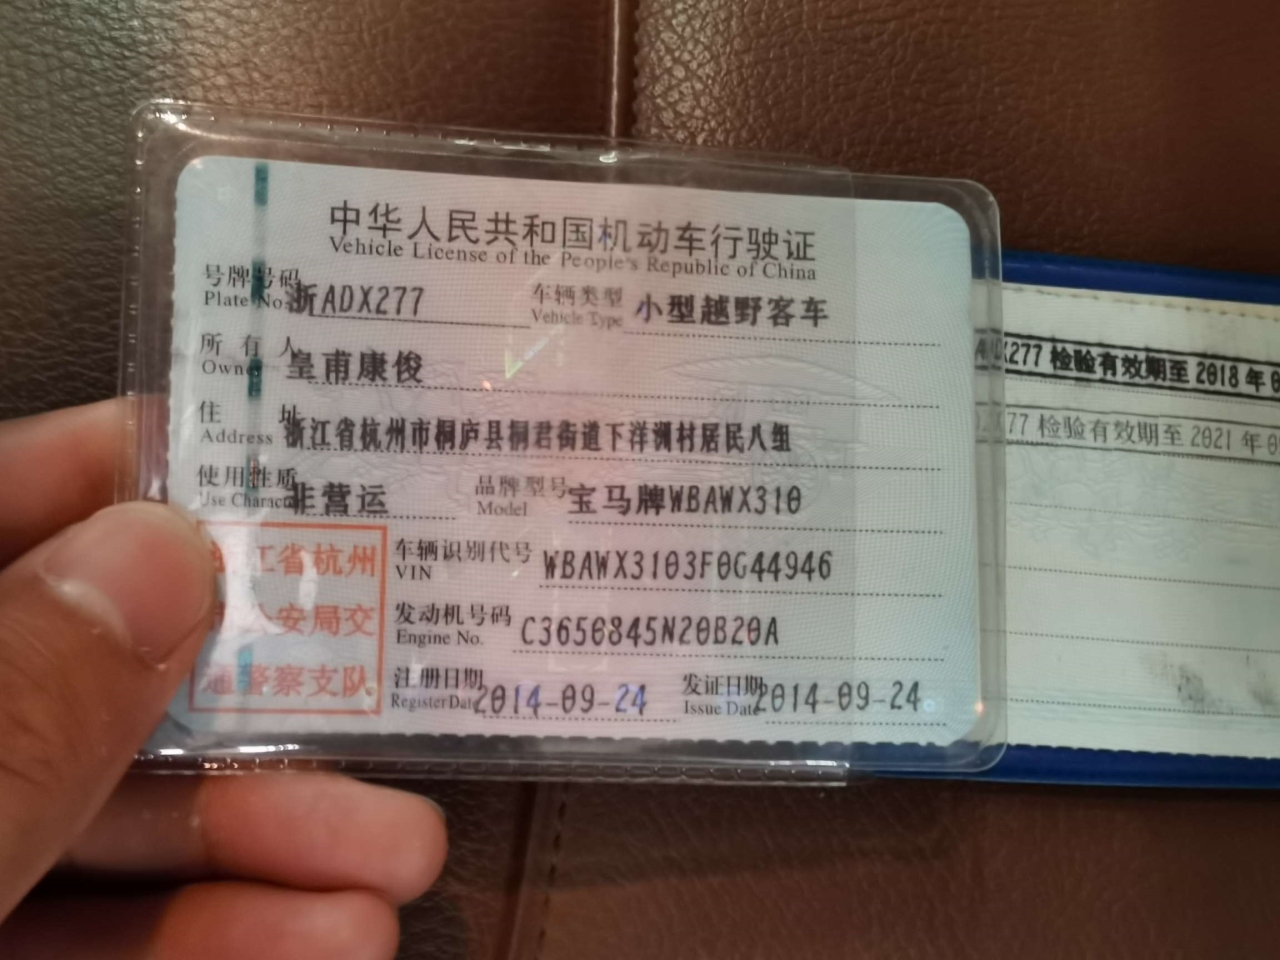 中华人民共和国机动车行驶证
Vehicle License of the People's Republic of China
号牌号码 浙ADX277 车辆类型 小型越野客车
Plate No. Vehicle Type
所有人 皇甫康俊
Owner
住址 浙江省杭州市桐庐县桐君街道下洋洲村居民八组
Address
使用性质 非营运 品牌型号 宝马牌WBAWX310
Use Character Model
车辆识别代号 WBAWX3103F0G44946
VIN
发动机号码 C3650845N20B20A
Engine No.
注册日期 2014-09-24 发证日期 2014-09-24
Register Date Issue Date
江省杭州
公安局交
通警察支队
X277 检验有效期至 2018 年
X77 检验有效期至 2021 年